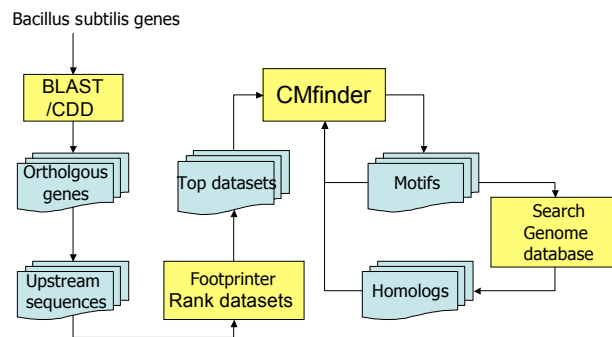 Bacillus subtilis genes
BLAST
/CDD
Ortholgous
genes
Upstream
sequences
Footprinter
Rank datasets
Top datasets
CMfinder
Motifs
Search
Genome
database
Homologs